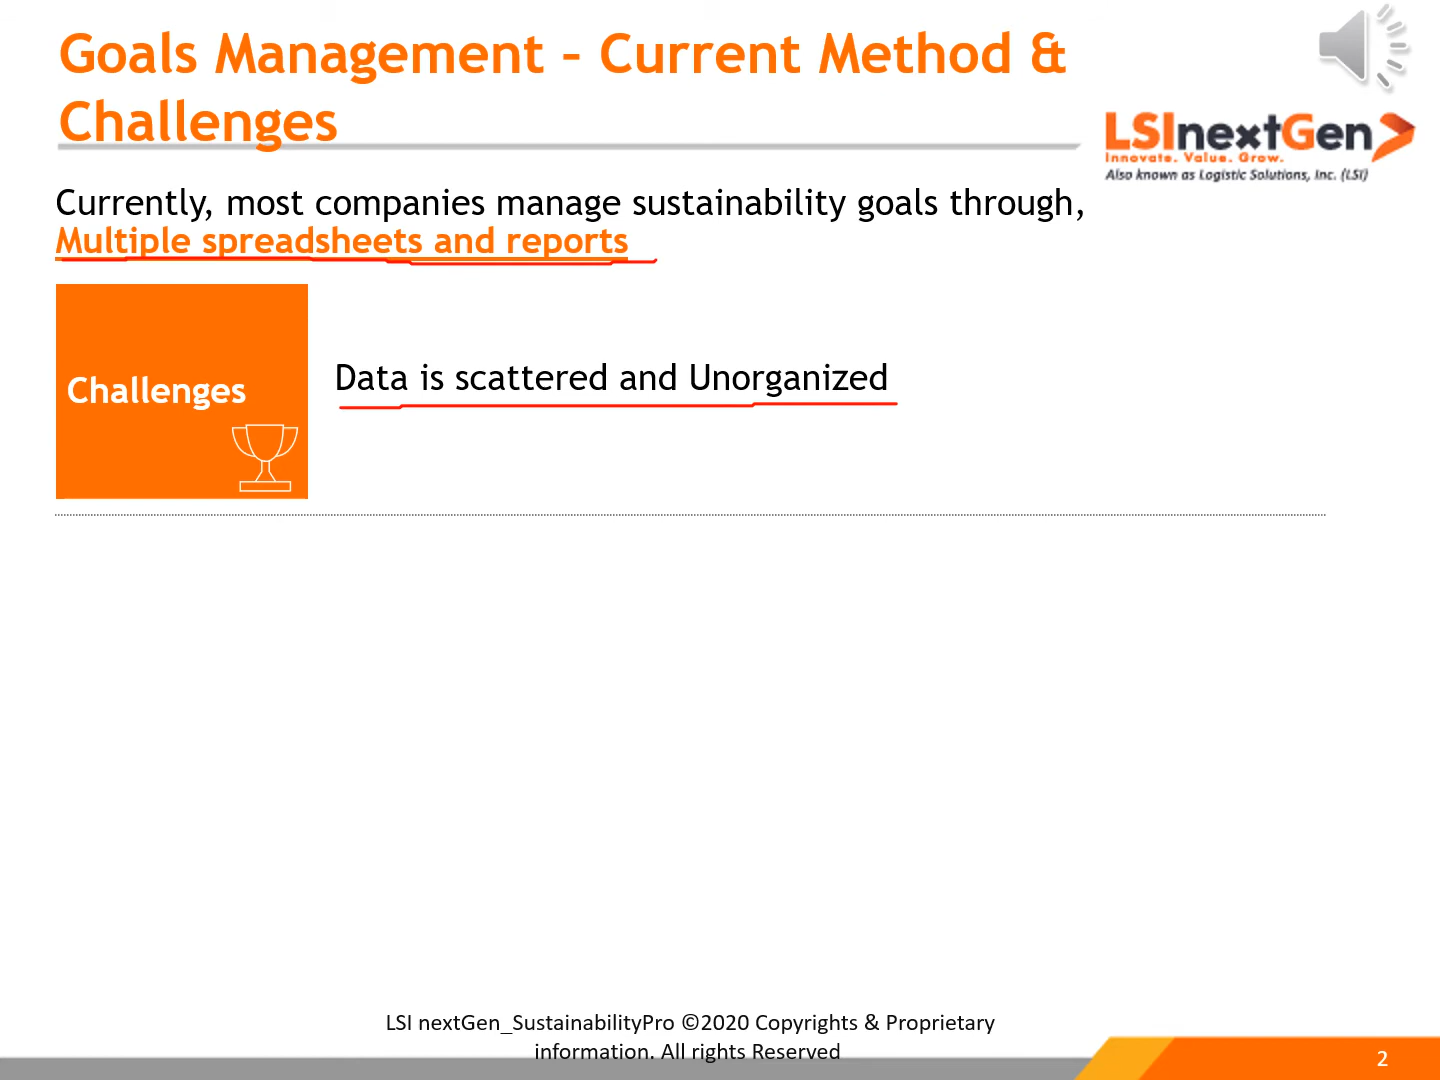 Goals Management – Current Method &
Challenges
LSInextGen
Innovate. Value. Grow.
Also known as Logistic Solutions, Inc. (LSI)
Currently, most companies manage sustainability goals through,
Multiple spreadsheets and reports
Challenges
Data is scattered and Unorganized
LSI nextGen_SustainabilityPro ©2020 Copyrights & Proprietary
information. All rights Reserved
2